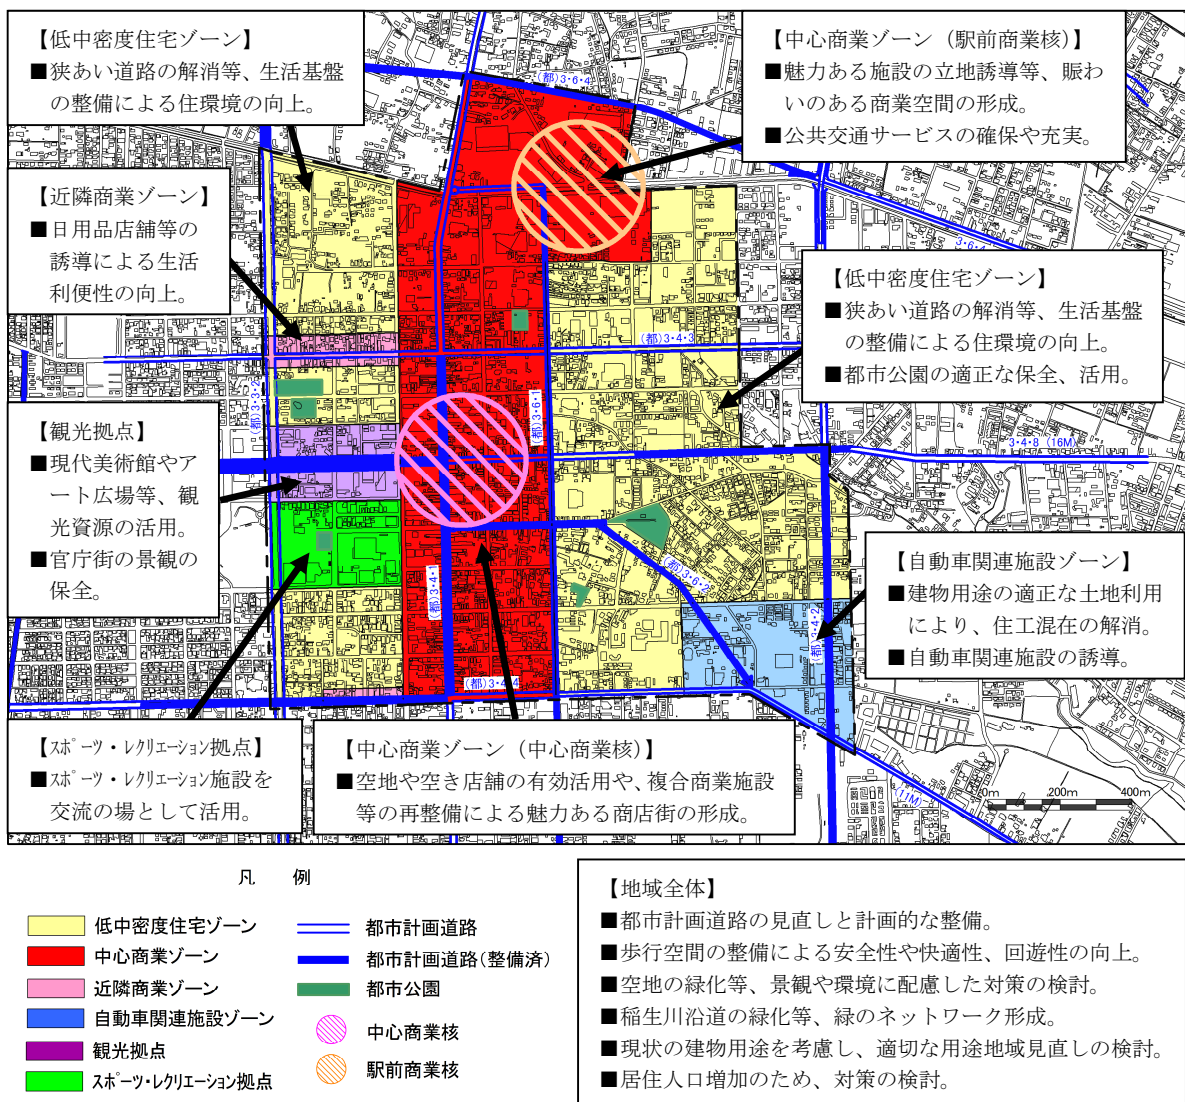 【低中密度住宅ゾーン】
■狭あい道路の解消等、生活基盤
の整備による住環境の向上。
【中心商業ゾーン（駅前商業核）】
■魅力ある施設の立地誘導等、賑わ
いのある商業空間の形成。
■公共交通サービスの確保や充実。
【近隣商業ゾーン】
■日用品店舗等の
誘導による生活
利便性の向上。
【低中密度住宅ゾーン】
■狭あい道路の解消等、生活基盤
の整備による住環境の向上。
■都市公園の適正な保全、活用。
【観光拠点】
■現代美術館やア
ート広場等、観
光資源の活用。
■官庁街の景観の
保全。
【自動車関連施設ゾーン】
■建物用途の適正な土地利用
により、住工混在の解消。
■自動車関連施設の誘導。
【スポーツ・レクリエーション拠点】
■スポーツ・レクリエーション施設を
交流の場として活用。
【中心商業ゾーン（中心商業核）】
■空地や空き店舗の有効活用や、複合商業施設
等の再整備による魅力ある商店街の形成。
(都)3・6・4
3・6・4
(都)3・4・3
(都)3・3・2
(都)3・6・1
3・4・8 (16M)
(都)3・6・2
(都)3・4・1
(都)3・4・2
(都)3・4・4
(11M)
0m 200m 400m
凡 例
低中密度住宅ゾーン
中心商業ゾーン
近隣商業ゾーン
自動車関連施設ゾーン
観光拠点
スポーツ・レクリエーション拠点
都市計画道路
都市計画道路(整備済)
都市公園
中心商業核
駅前商業核
【地域全体】
■都市計画道路の見直しと計画的な整備。
■歩行空間の整備による安全性や快適性、回遊性の向上。
■空地の緑化等、景観や環境に配慮した対策の検討。
■稲生川沿道の緑化等、緑のネットワーク形成。
■現状の建物用途を考慮し、適切な用途地域見直しの検討。
■居住人口増加のため、対策の検討。